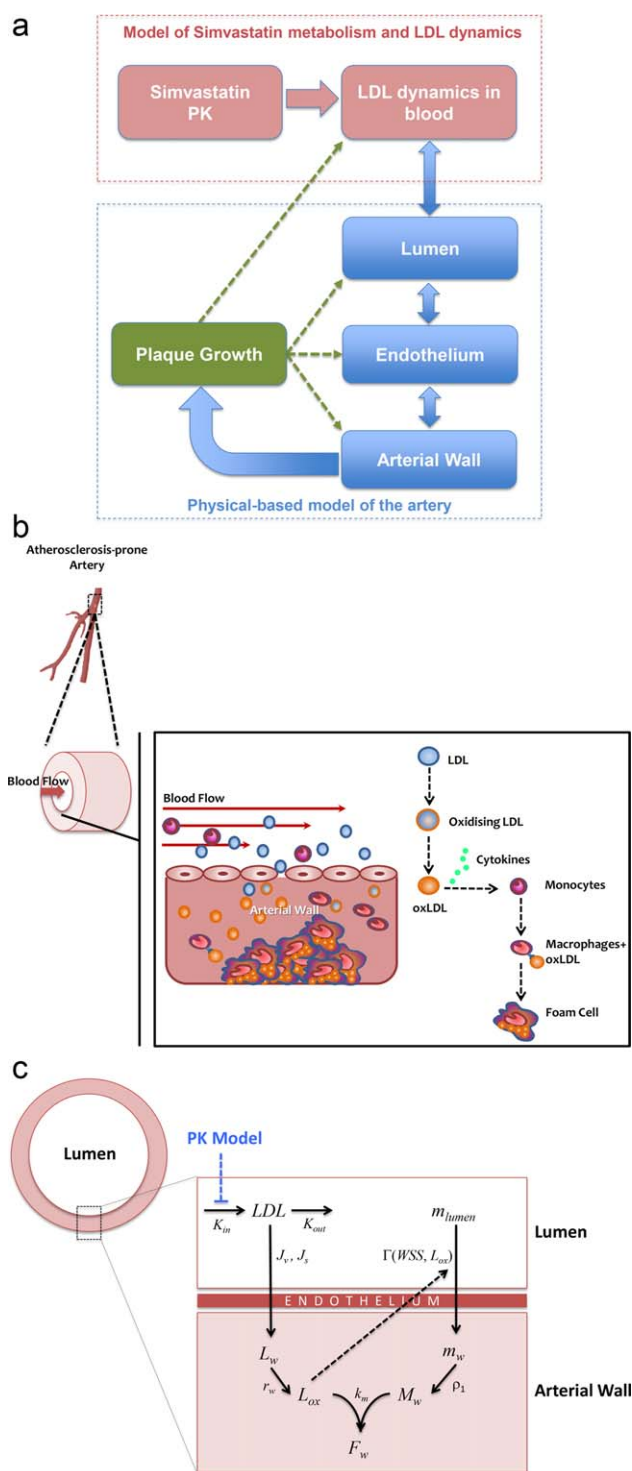 a
Model of Simvastatin metabolism and LDL dynamics
Simvastatin
PK
LDL dynamics in
blood
Lumen
Plaque Growth
Endothelium
Arterial Wall
Physical-based model of the artery
b
Atherosclerosis-prone
Artery
Blood Flow
Blood Flow
Arterial Wall
LDL
Oxidising LDL
Cytokines
oxLDL
Monocytes
Macrophages+
oxLDL
Foam Cell
c
Lumen
PK Model
K_in
LDL
K_out
m_lumen
Lumen
J_v, J_s
Γ(WSS, L_ox)
ENDOTHELIUM
L_w
m_w
r_w
L_ox
k_m
M_w
ρ_1
Arterial Wall
F_w